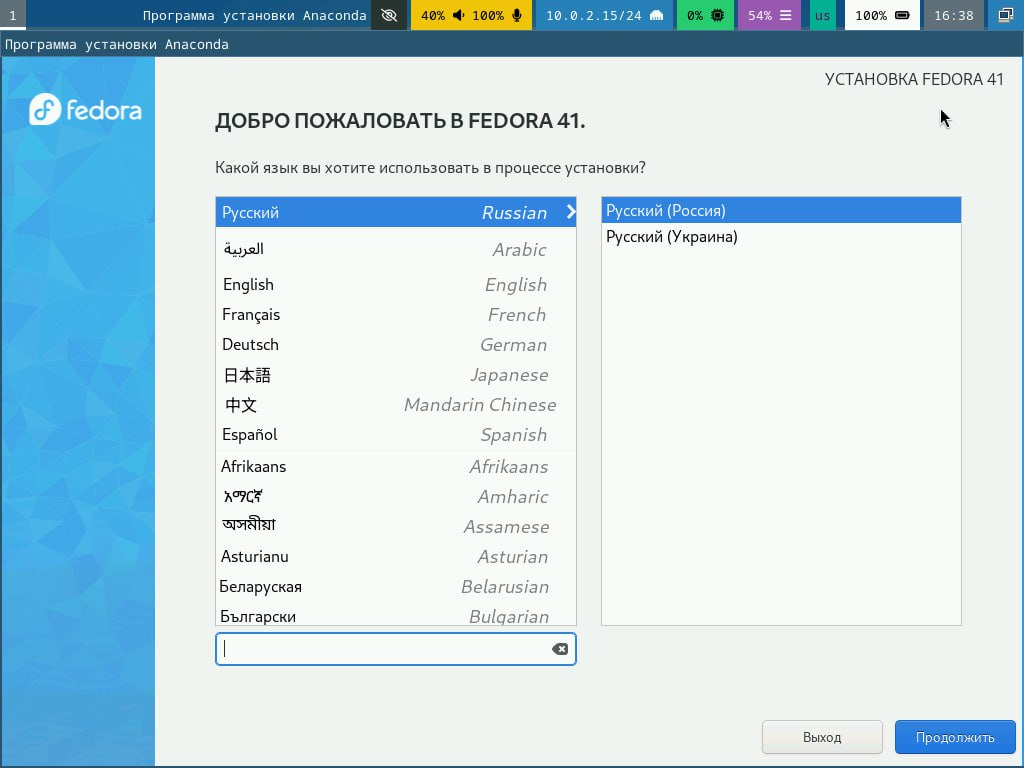 1 Программа установки Anaconda 40% 100% 10.0.2.15/24 0% 54% us 100% 16:38
Программа установки Anaconda
fedora
УСТАНОВКА FEDORA 41
ДОБРО ПОЖАЛОВАТЬ В FEDORA 41.
Какой язык вы хотите использовать в процессе установки?
Русский Russian
العربية Arabic
English English
Français French
Deutsch German
日本語 Japanese
中文 Mandarin Chinese
Español Spanish
Afrikaans Afrikaans
አማርኛ Amharic
অসমীয়া Assamese
Asturianu Asturian
Беларуская Belarusian
Български Bulgarian
Русский (Россия)
Русский (Украина)
Выход
Продолжить